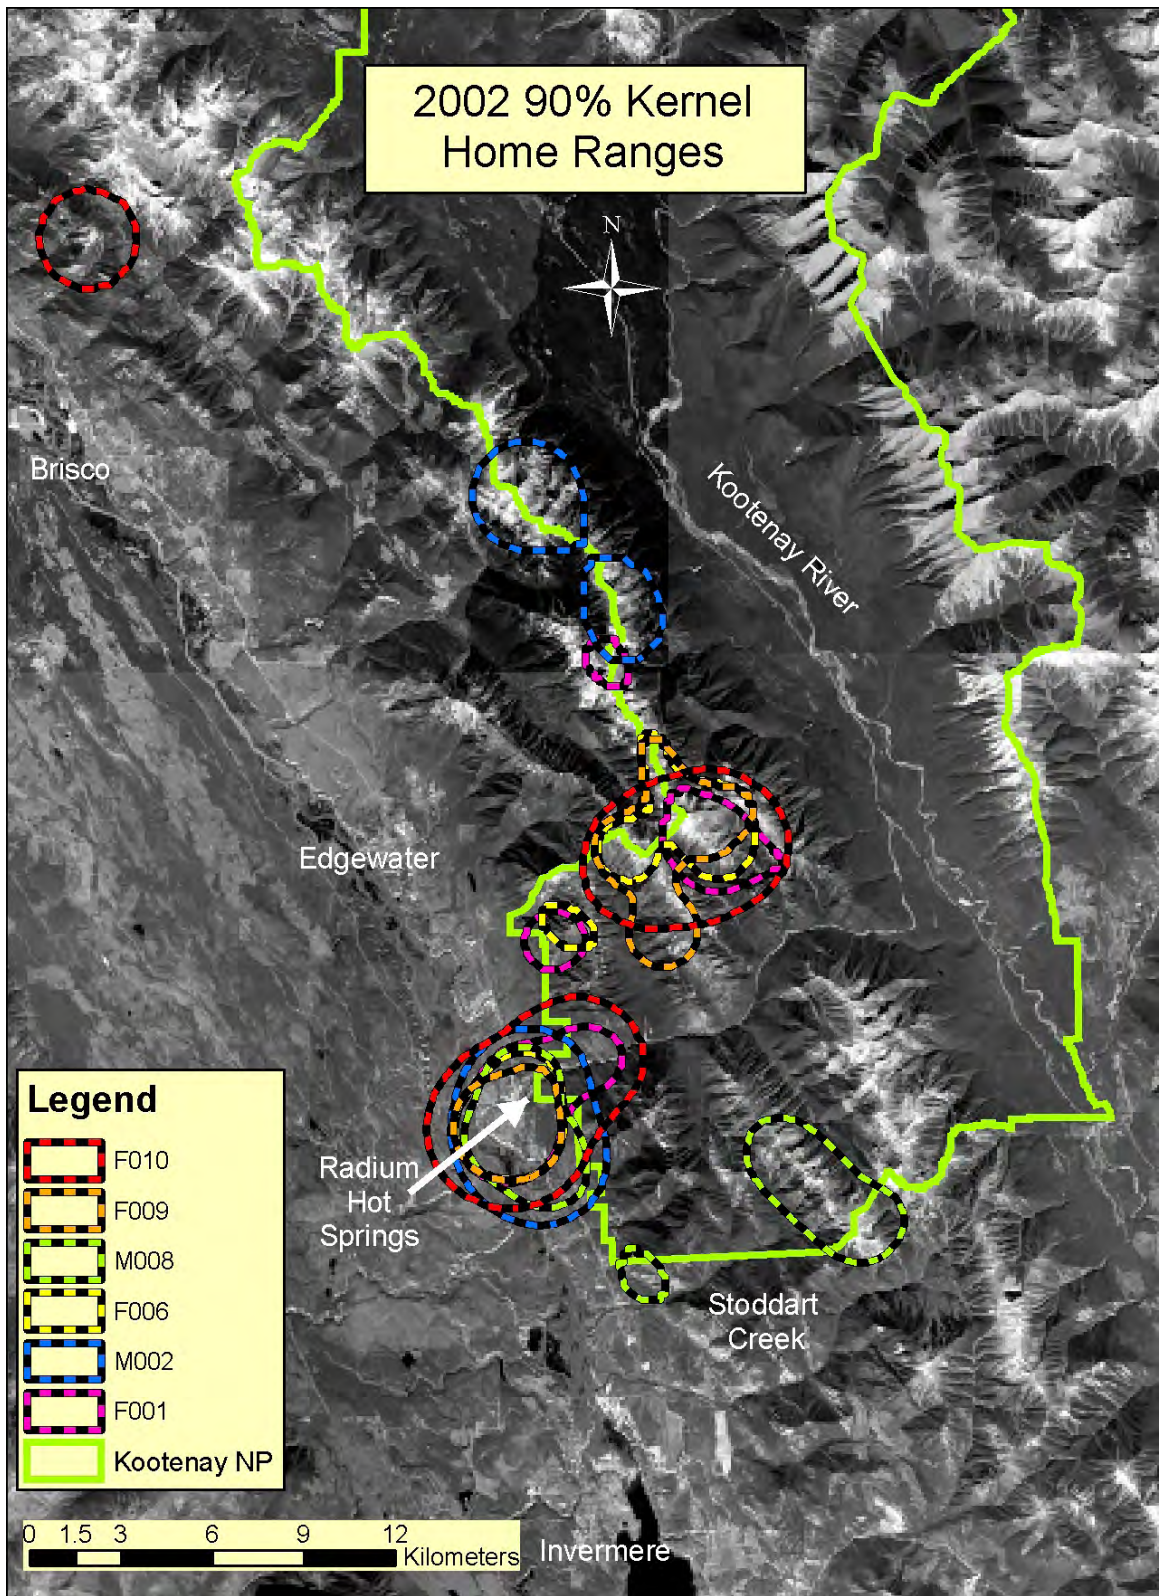 2002 90% Kernel
Home Ranges
N
Brisco
Kootenay River
Edgewater
Radium
Hot
Springs
Stoddart
Creek
Legend
F010
F009
M008
F006
M002
F001
Kootenay NP
0 1.5 3 6 9 12
Kilometers
Invermere